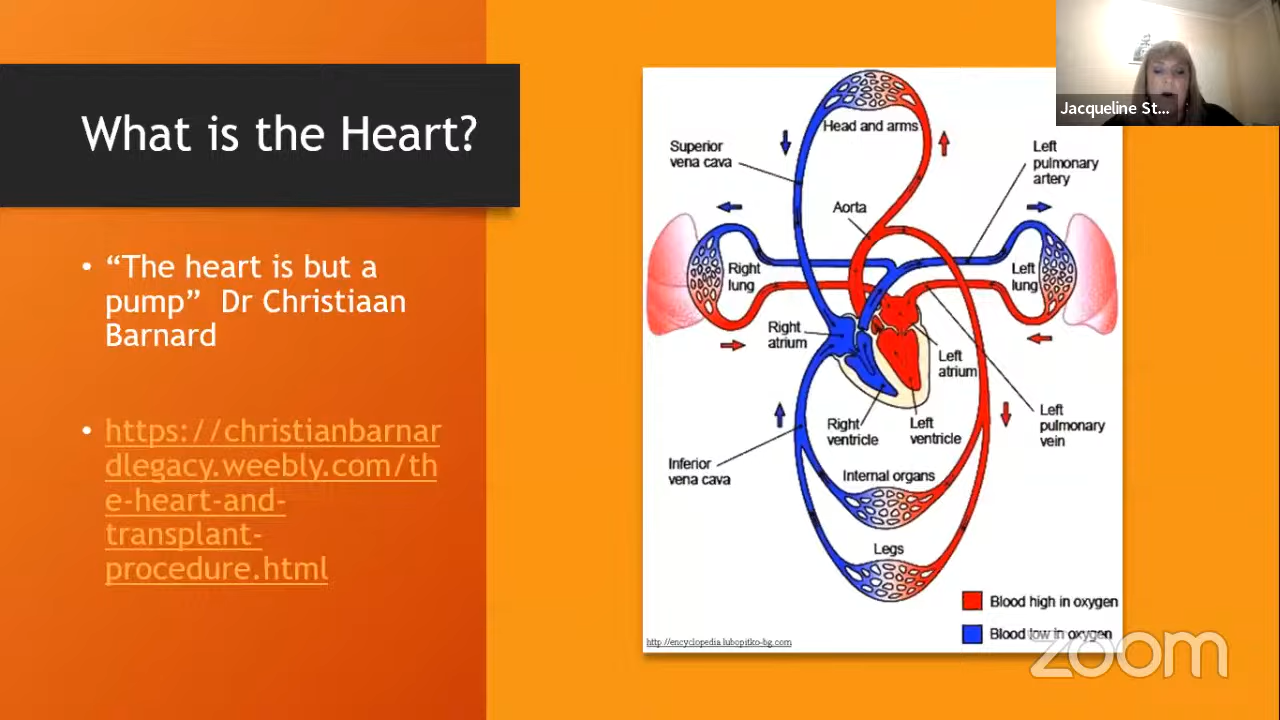 What is the Heart?
• “The heart is but a
pump”  Dr Christiaan
Barnard
• https://christianbarnar
dlegacy.weebly.com/th
e-heart-and-
transplant-
procedure.html
Head and arms
Superior
vena cava
Left
pulmonary
artery
Aorta
Right
lung
Left
lung
Right
atrium
Left
atrium
Right
ventricle
Left
ventricle
Left
pulmonary
vein
Inferior
vena cava
Internal organs
Legs
Blood high in oxygen
Blood low in oxygen
http://encyclopedia.lubopitko-bg.com
Jacqueline St...
zoom